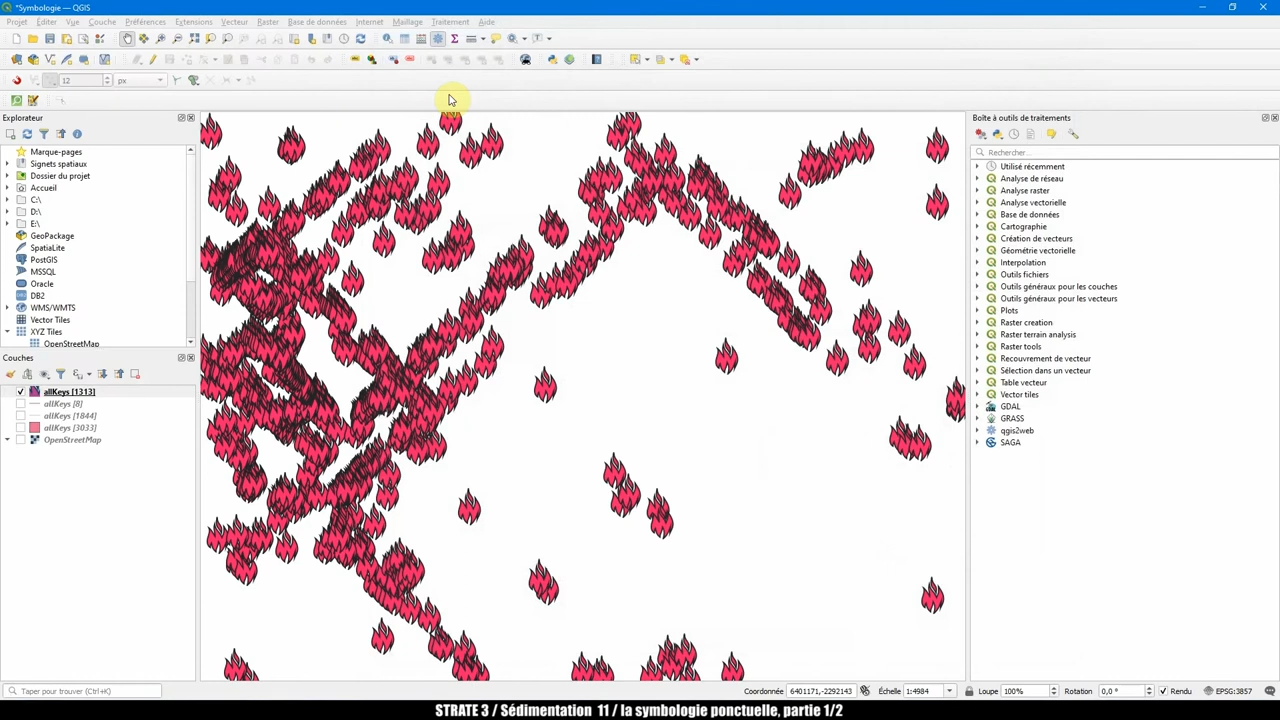 *Symbologie — QGIS
Projet Éditer Vue Couche Préférences Extensions Vecteur Raster Base de données Internet Maillage Traitement Aide
12 px
Explorateur
Marque-pages
Signets spatiaux
Dossier du projet
Accueil
C:\
D:\
E:\
GeoPackage
SpatiaLite
PostGIS
MSSQL
Oracle
DB2
WMS/WMTS
Vector Tiles
XYZ Tiles
OpenStreetMap
Couches
allKeys [1313]
allKeys [8]
allKeys [1844]
allKeys [3033]
OpenStreetMap
Boîte à outils de traitements
Rechercher…
Utilisé récemment
Analyse de réseau
Analyse raster
Analyse vectorielle
Base de données
Cartographie
Création de vecteurs
Géométrie vectorielle
Interpolation
Outils fichiers
Outils généraux pour les couches
Outils généraux pour les vecteurs
Plots
Raster creation
Raster terrain analysis
Raster tools
Recouvrement de vecteur
Sélection dans un vecteur
Table vecteur
Vector tiles
GDAL
GRASS
qgis2web
SAGA
Taper pour trouver (Ctrl+K)
Coordonnée 6401171,-2292143 Échelle 1:4984 Loupe 100% Rotation 0,0 ° Rendu EPSG:3857
STRATE 3 / Sédimentation 11 / la symbologie ponctuelle, partie 1/2